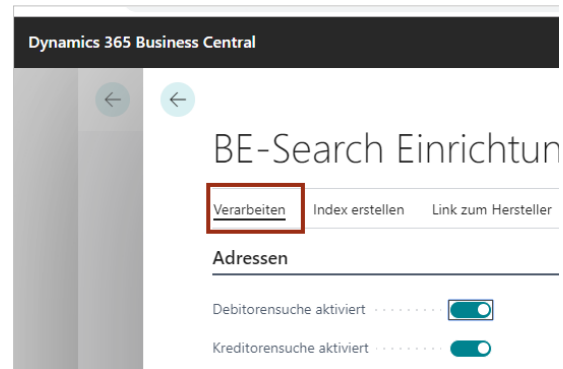 Dynamics 365 Business Central
BE-Search Einrichtun
Verarbeiten Index erstellen Link zum Hersteller
Adressen
Debitorensuche aktiviert
Kreditorensuche aktiviert